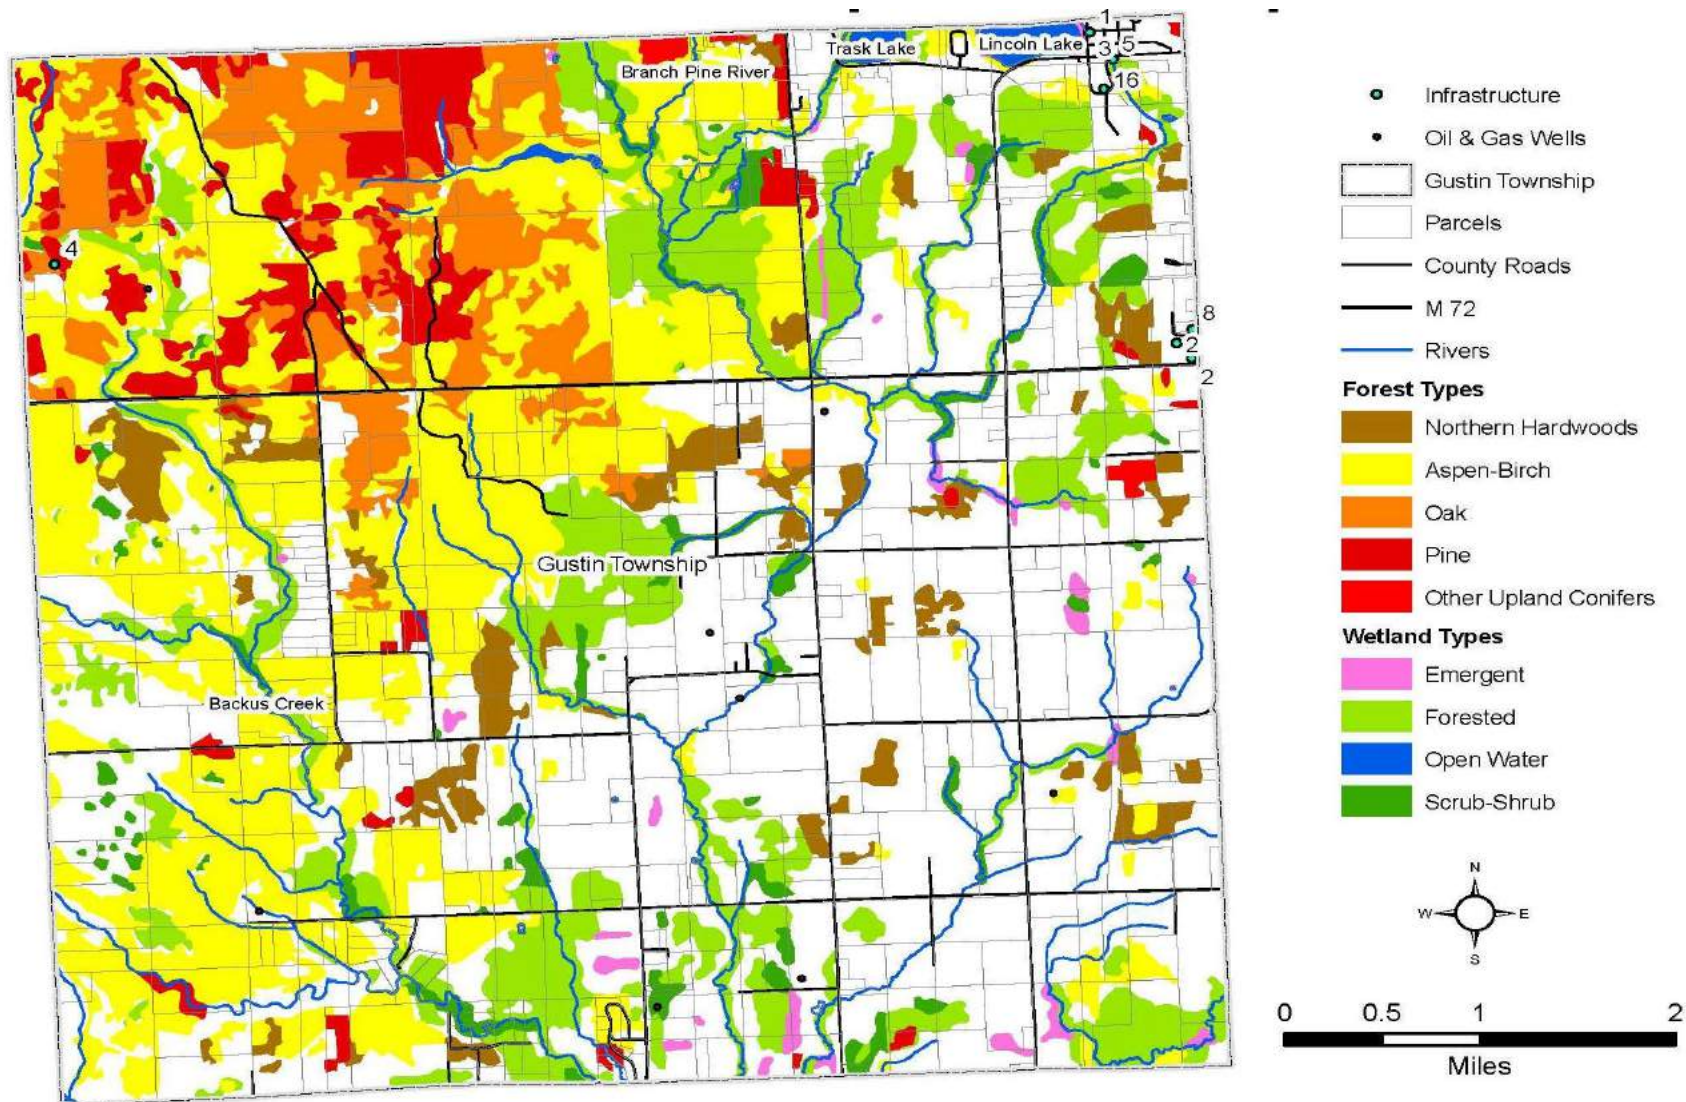 Trask Lake
Lincoln Lake
1
3
5
16
Branch Pine River
4
8
2
2
Gustin Township
Backus Creek
Infrastructure
Oil & Gas Wells
Gustin Township
Parcels
County Roads
M 72
Rivers
Forest Types
Northern Hardwoods
Aspen-Birch
Oak
Pine
Other Upland Conifers
Wetland Types
Emergent
Forested
Open Water
Scrub-Shrub
N
W
E
S
0 0.5 1 2
Miles